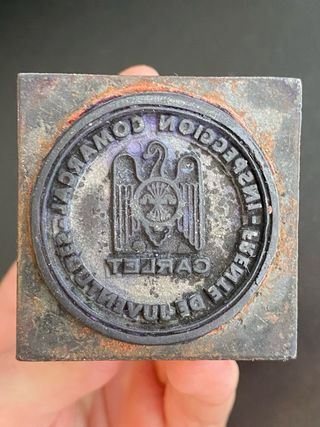 INSPECCION COMARCAL
FRENTE DE JUVENTUDES
CARLET